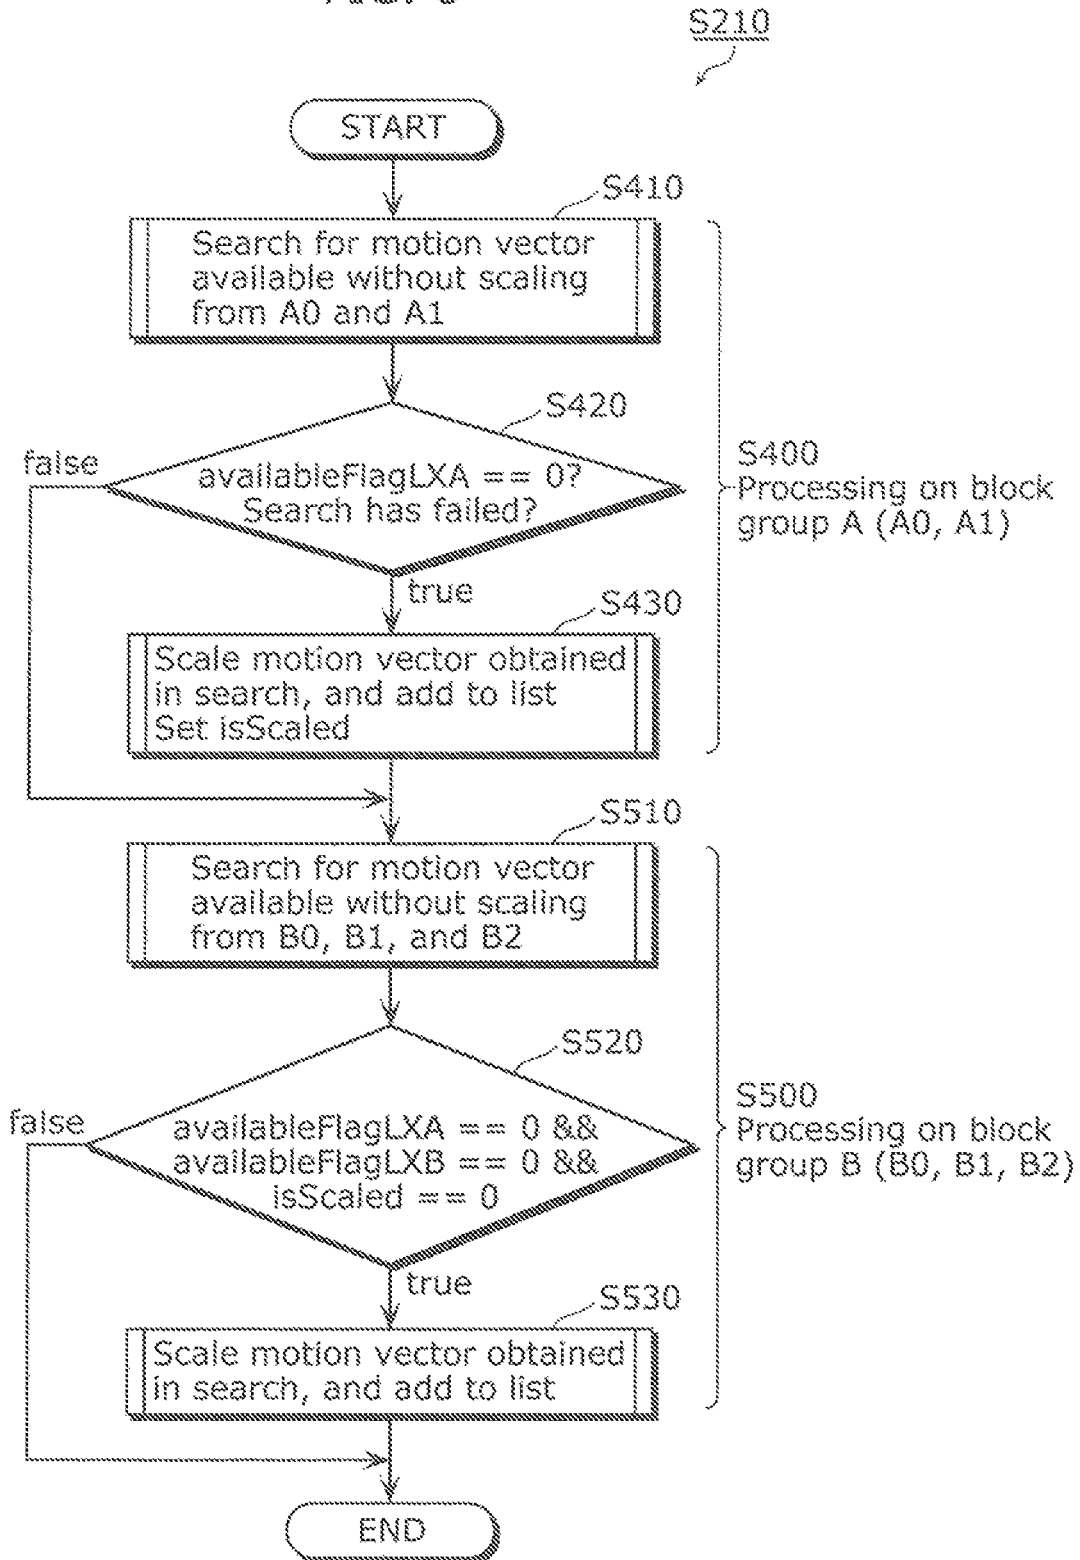 S210
START
S410
Search for motion vector
available without scaling
from A0 and A1
S420
false
availableFlagLXA == 0?
Search has failed?
true
S400
Processing on block
group A (A0, A1)
S430
Scale motion vector obtained
in search, and add to list
Set isScaled
S510
Search for motion vector
available without scaling
from B0, B1, and B2
S520
false
availableFlagLXA == 0 &&
availableFlagLXB == 0 &&
isScaled == 0
true
S500
Processing on block
group B (B0, B1, B2)
S530
Scale motion vector obtained
in search, and add to list
END